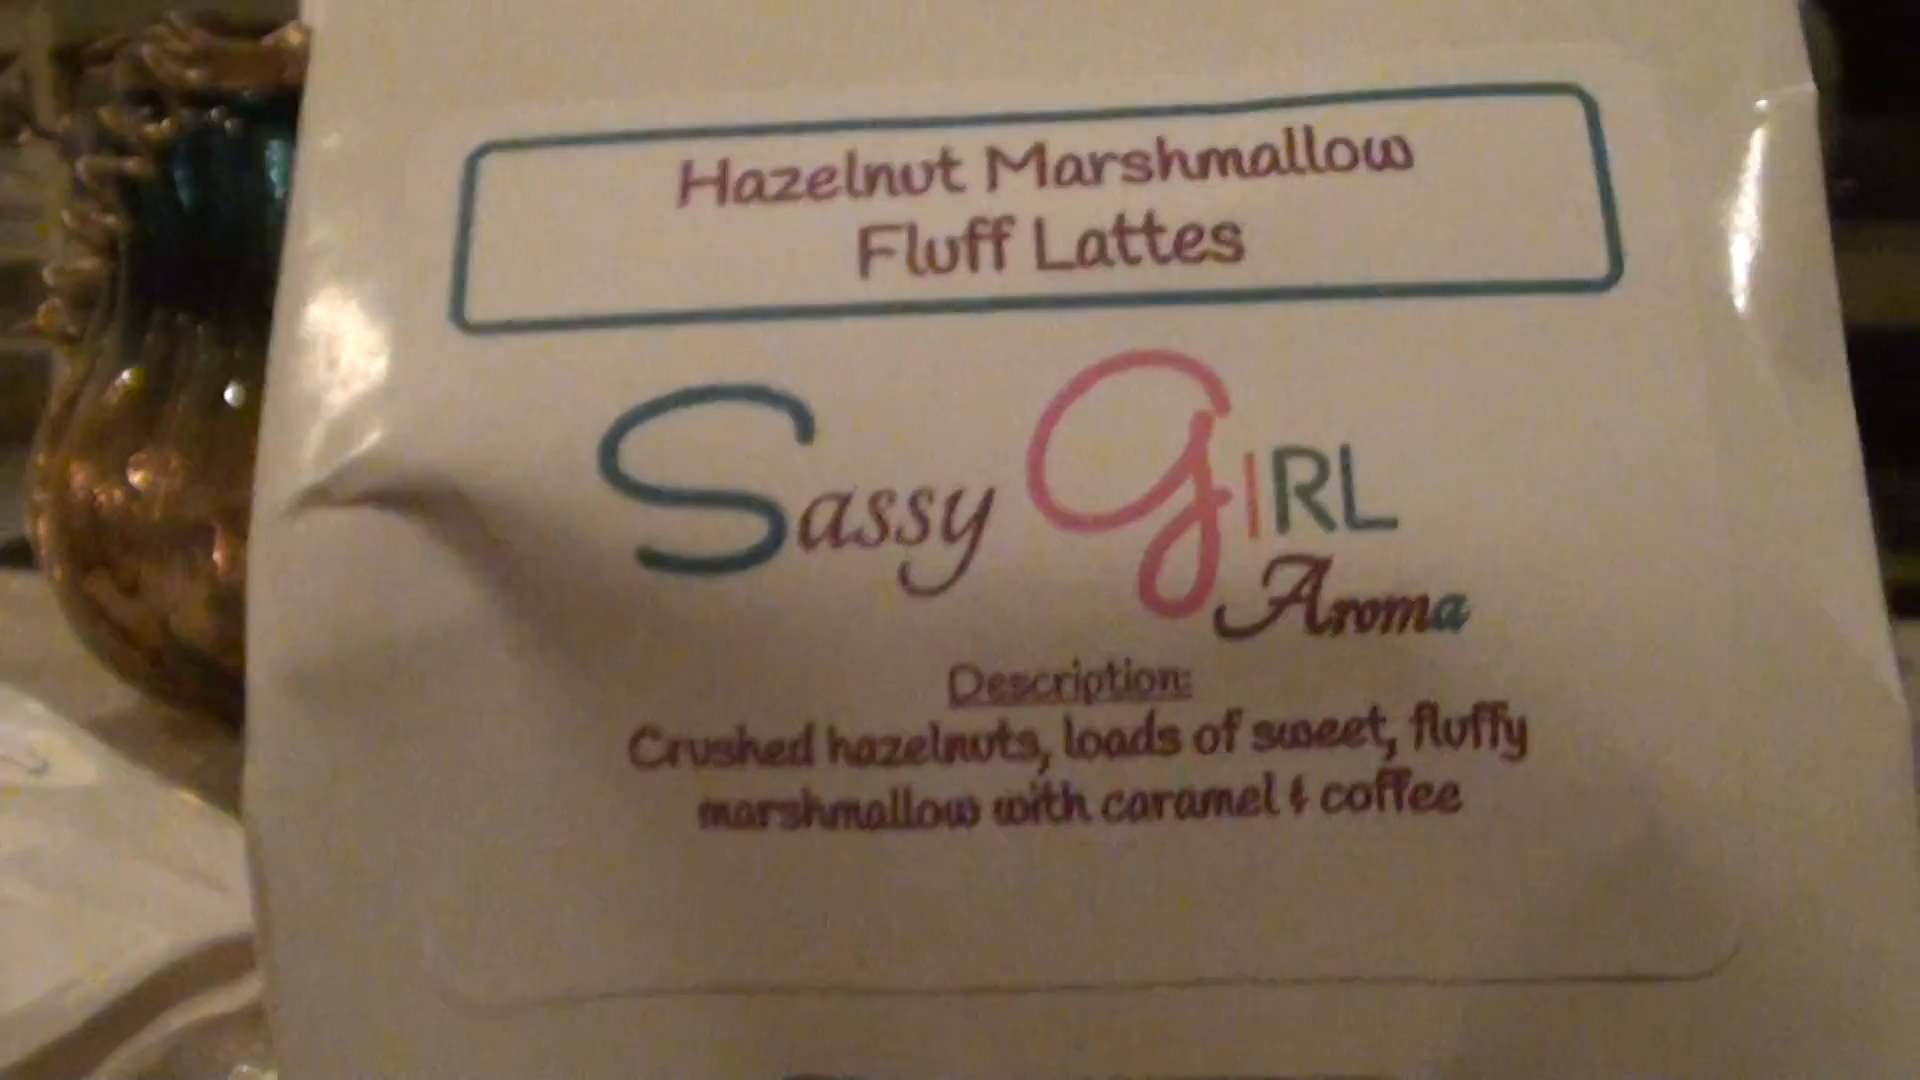 Hazelnut Marshmallow
Fluff Lattes
Sassy GIRL
Aroma
Description:
Crushed hazelnuts, loads of sweet, fluffy
marshmallow with caramel & coffee